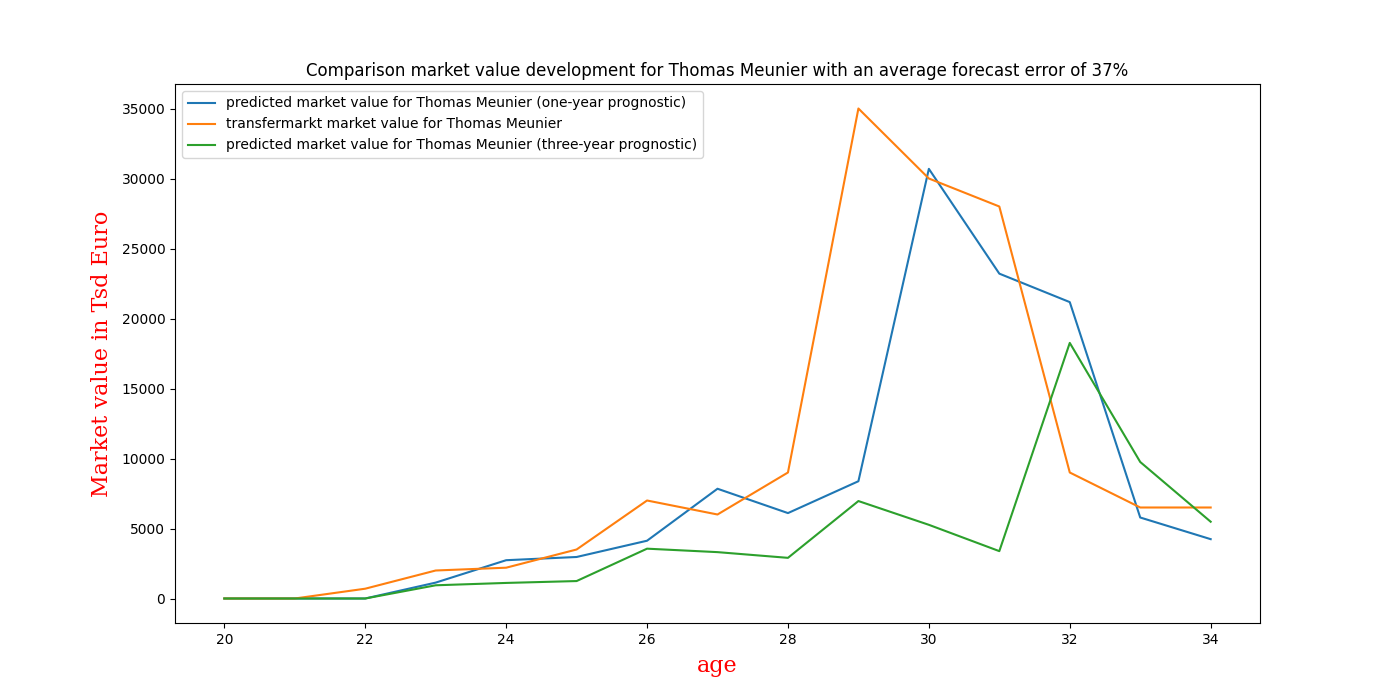 Comparison market value development for Thomas Meunier with an average forecast error of 37%
predicted market value for Thomas Meunier (one-year prognostic)
transfermarkt market value for Thomas Meunier
predicted market value for Thomas Meunier (three-year prognostic)
Market value in Tsd Euro
35000
30000
25000
20000
15000
10000
5000
0
20 22 24 26 28 30 32 34
age